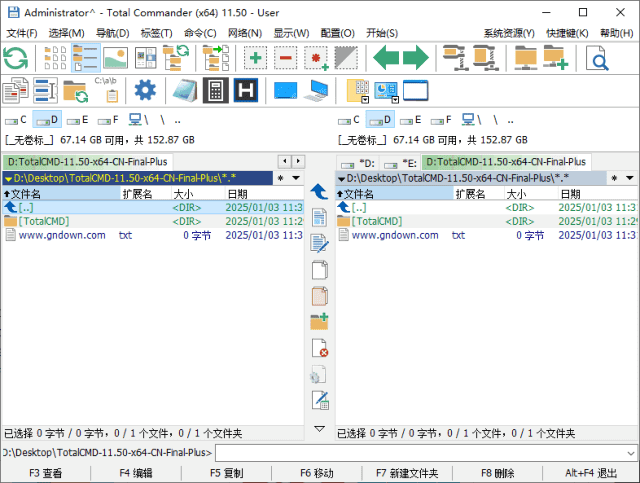 Administrator^ - Total Commander (x64) 11.50 - User
文件(F) 选择(M) 导航(D) 标签(T) 命令(C) 网络(N) 显示(W) 配置(O) 开始(S) 系统资源(Y) 快捷键(K) 帮助(H)
C:\a\b
C D E F \ \ ..
C D E F \ \ ..
[_无卷标_] 67.14 GB 可用，共 152.87 GB
[_无卷标_] 67.14 GB 可用，共 152.87 GB
D:TotalCMD-11.50-x64-CN-Final-Plus
*D: *E: D:TotalCMD-11.50-x64-CN-Final-Plus
▼D:\Desktop\TotalCMD-11.50-x64-CN-Final-Plus\*.* * ▼
▼D:\Desktop\TotalCMD-11.50-x64-CN-Final-Plus\*.* * ▼
文件名 扩展名 大小 日期
文件名 扩展名 大小 日期
[..] <DIR> 2025/01/03 11:3
[..] <DIR> 2025/01/03 11:3
[TotalCMD] <DIR> 2025/01/03 11:29
[TotalCMD] <DIR> 2025/01/03 11:29
www.gndown.com txt 0 字节 2025/01/03 11:3
www.gndown.com txt 0 字节 2025/01/03 11:3
已选择 0 字节 / 0 字节，0 / 1 个文件，0 / 1 个文件夹
已选择 0 字节 / 0 字节，0 / 1 个文件，0 / 1 个文件夹
D:\Desktop\TotalCMD-11.50-x64-CN-Final-Plus>
F3 查看 F4 编辑 F5 复制 F6 移动 F7 新建文件夹 F8 删除 Alt+F4 退出